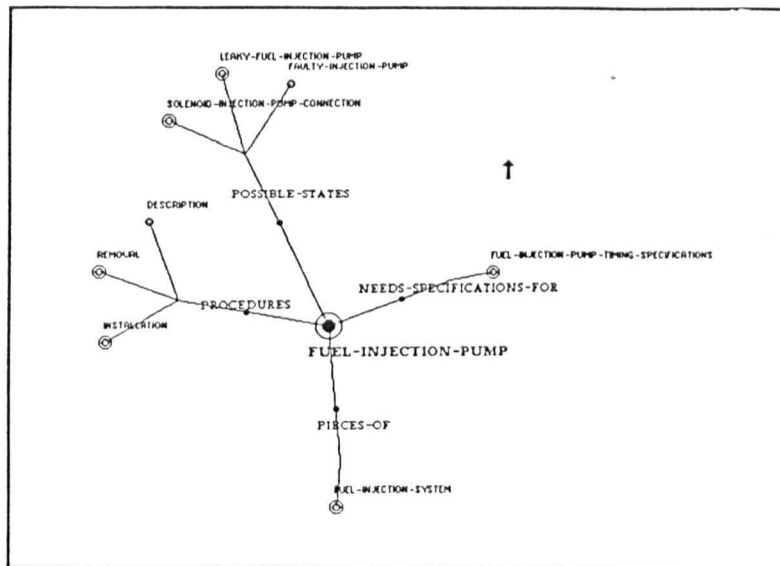 LEAKY-FUEL-INJECTION-PUMP
FAULTY-INJECTION-PUMP
SOLENOID-INJECTION-PUMP-CONNECTION
POSSIBLE-STATES
DESCRIPTION
REMOVAL
FUEL-INJECTION-PUMP-TIMING-SPECIFICATIONS
NEEDS-SPECIFICATIONS-FOR
PROCEDURES
INSTALLATION
FUEL-INJECTION-PUMP
PIECES-OF
FUEL-INJECTION-SYSTEM